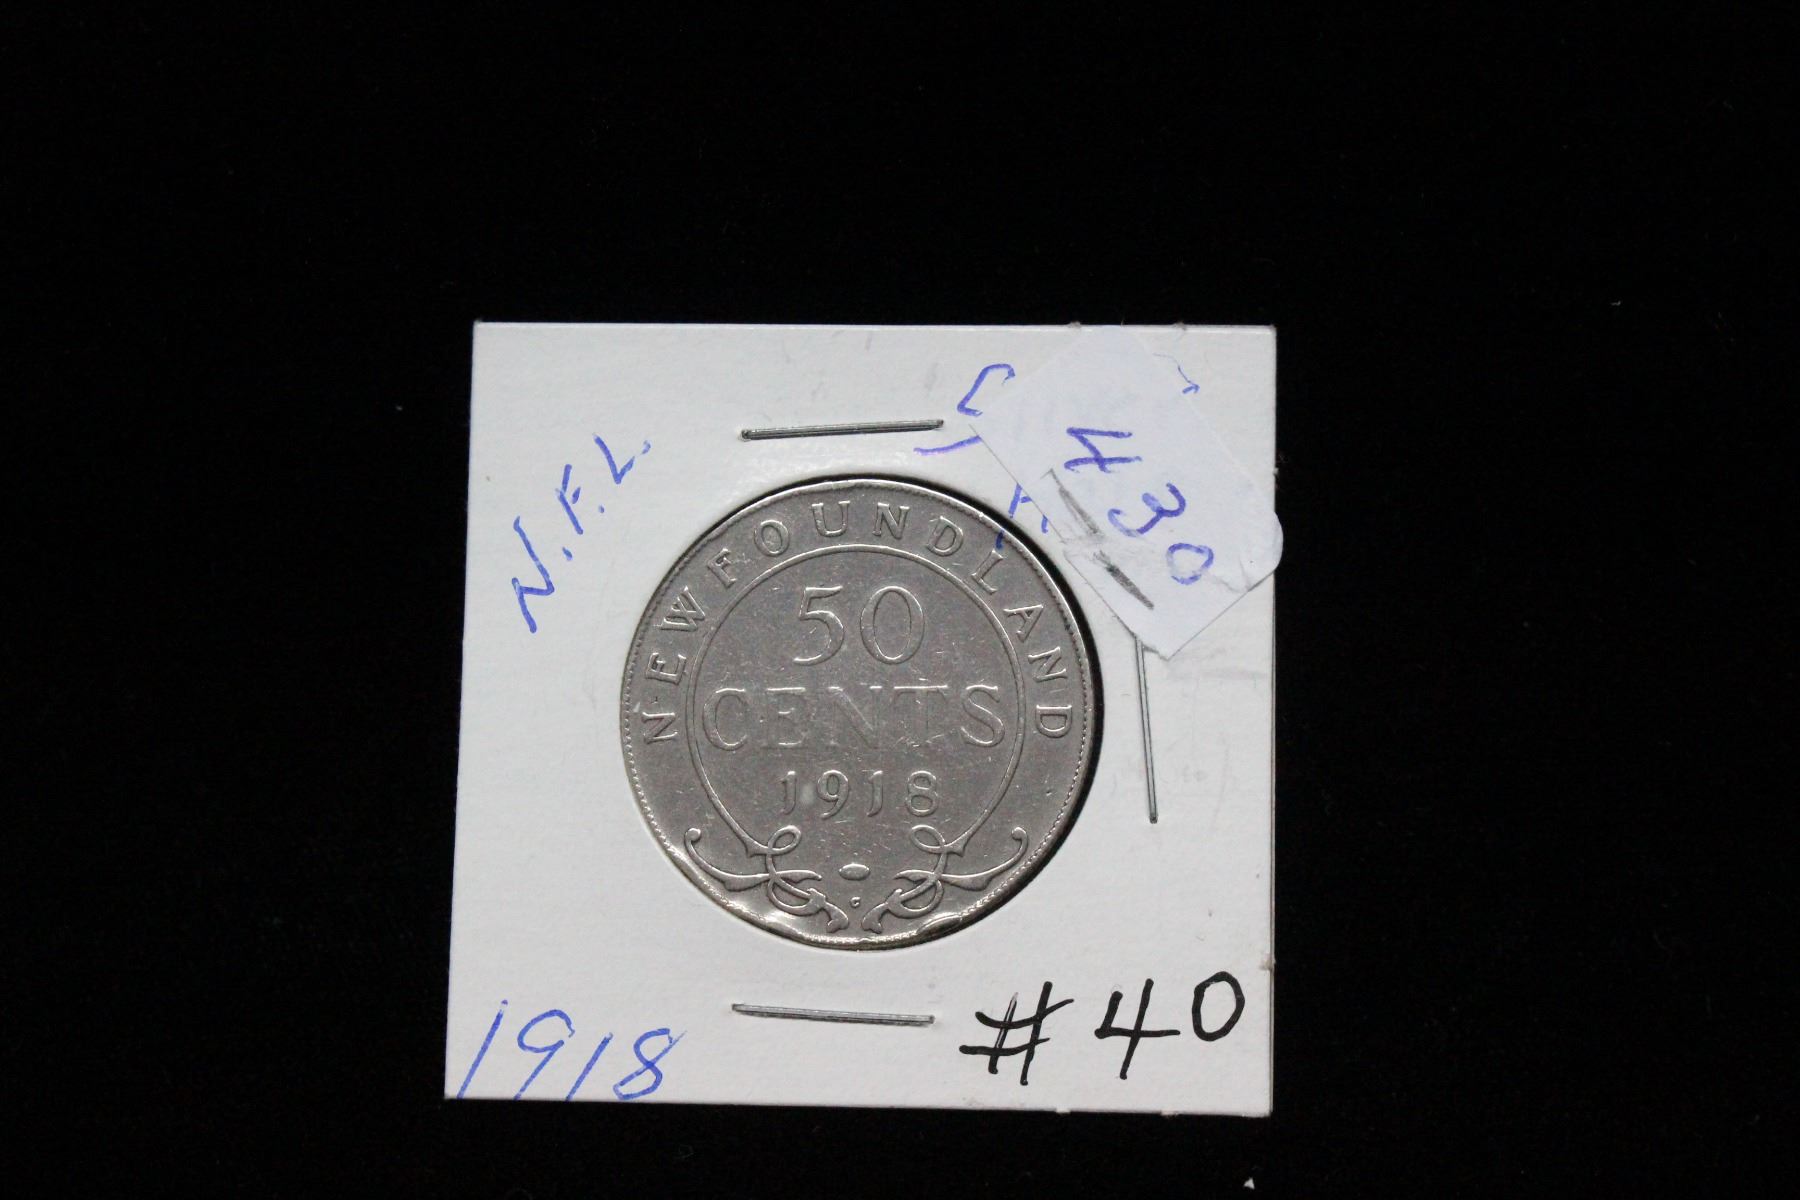 N.F.L.
430
NEWFOUNDLAND
50
CENTS
1918
C
1918
#40